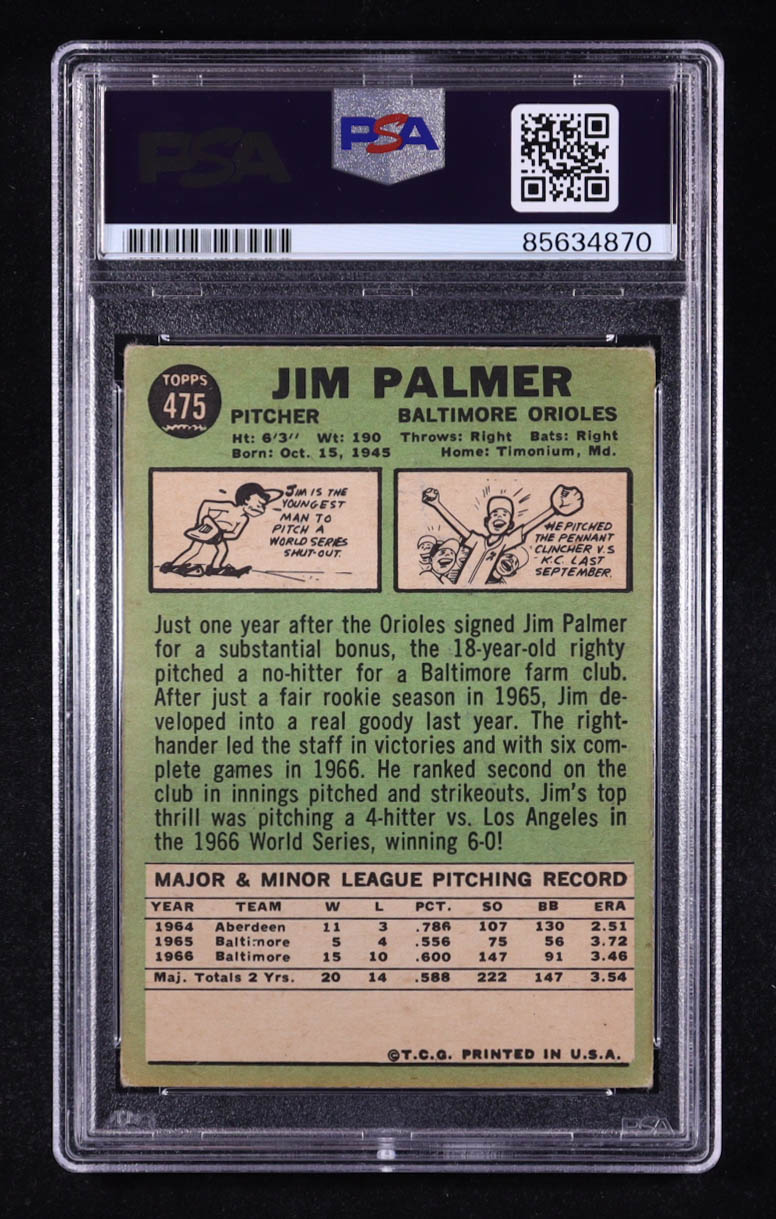 PSA
PSA
85634870
TOPPS
475
JIM PALMER
PITCHER BALTIMORE ORIOLES
Ht: 6'3" Wt: 190 Throws: Right Bats: Right
Born: Oct. 15, 1945 Home: Timonium, Md.
JIM IS THE
YOUNGEST
MAN TO
PITCH A
WORLD SERIES
SHUT-OUT.
HE PITCHED
THE PENNANT
CLINCHER V.S
K.C. LAST
SEPTEMBER.
Just one year after the Orioles signed Jim Palmer
for a substantial bonus, the 18-year-old righty
pitched a no-hitter for a Baltimore farm club.
After just a fair rookie season in 1965, Jim de-
veloped into a real goody last year. The right-
hander led the staff in victories and with six com-
plete games in 1966. He ranked second on the
club in innings pitched and strikeouts. Jim's top
thrill was pitching a 4-hitter vs. Los Angeles in
the 1966 World Series, winning 6-0!
MAJOR & MINOR LEAGUE PITCHING RECORD
YEAR TEAM W L PCT. SO BB ERA
1964 Aberdeen 11 3 .786 107 130 2.51
1965 Baltimore 5 4 .556 75 56 3.72
1966 Baltimore 15 10 .600 147 91 3.46
Maj. Totals 2 Yrs. 20 14 .588 222 147 3.54
©T.C.G. PRINTED IN U.S.A.
PSA